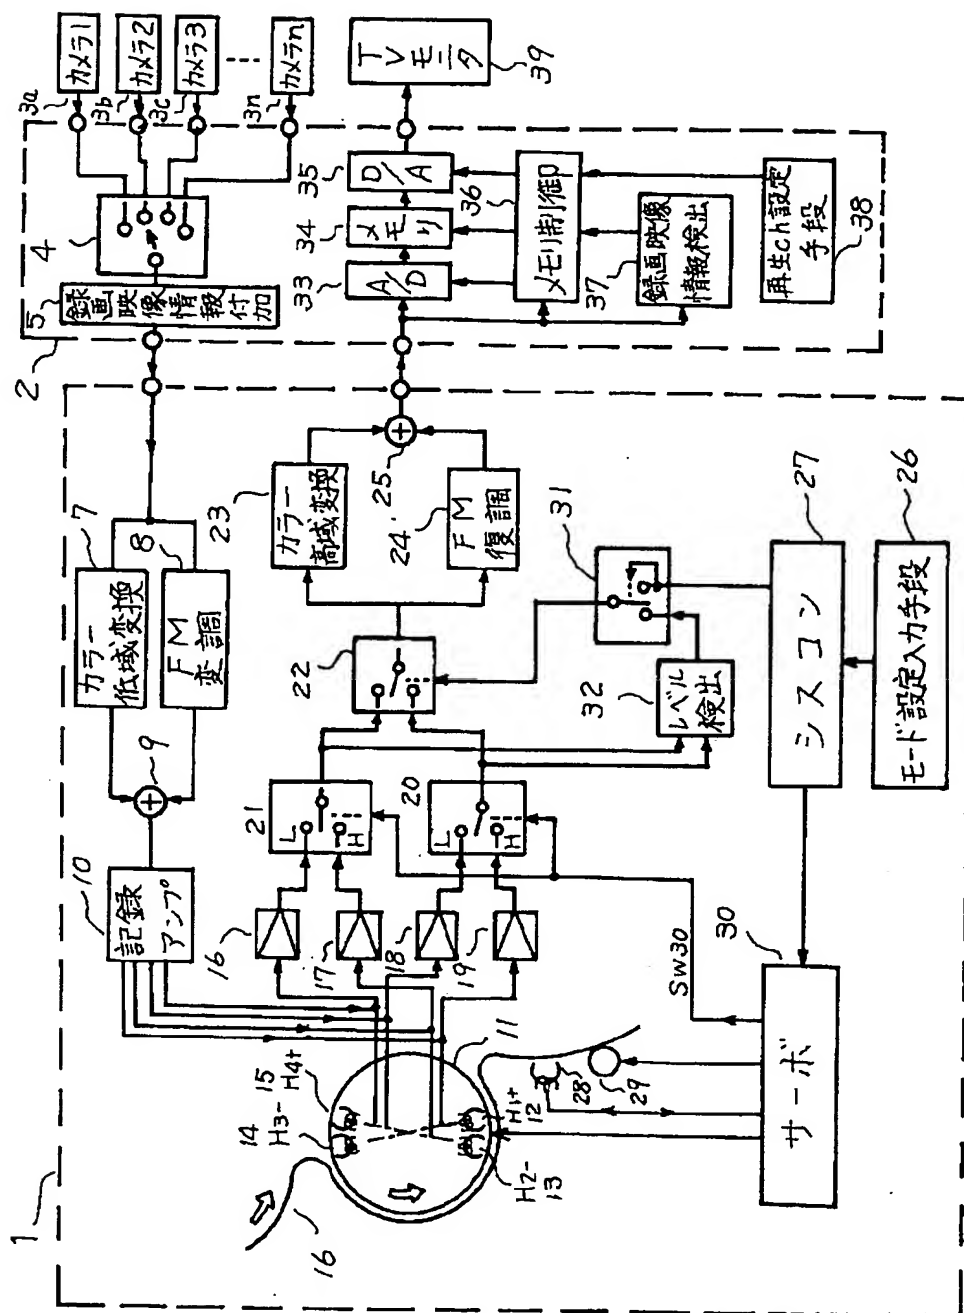 1
2
3a
カメラ1
3b
カメラ2
3c
カメラ3
3n
カメラn
4
5
録画映像情報付加
7
カラー
低域変換
8
FM
変調
9
10
記録
アンプ
33
A/D
34
メモリ
35
D/A
TVモニタ
39
36
メモリ制御
37
録画映像
情報検出
再生ch設定
手段
38
23
カラー
高域変換
24
FM
復調
25
22
21
L
H
20
L
H
16
17
18
19
31
32
レベル
検出
27
シスコン
26
モード設定入力手段
30
サーボ
SW30
11
15
H4+
14
H3-
H1+
12
H2-
13
16
28
29